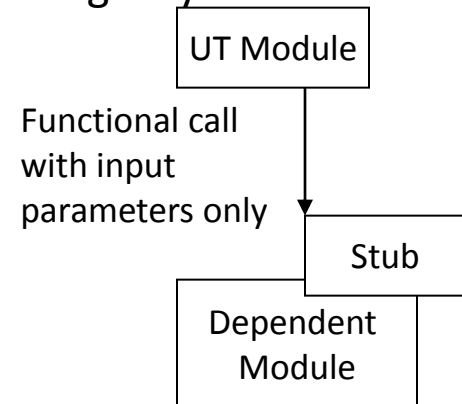 UT Module
Functional call
with input
parameters only
Stub
Dependent
Module